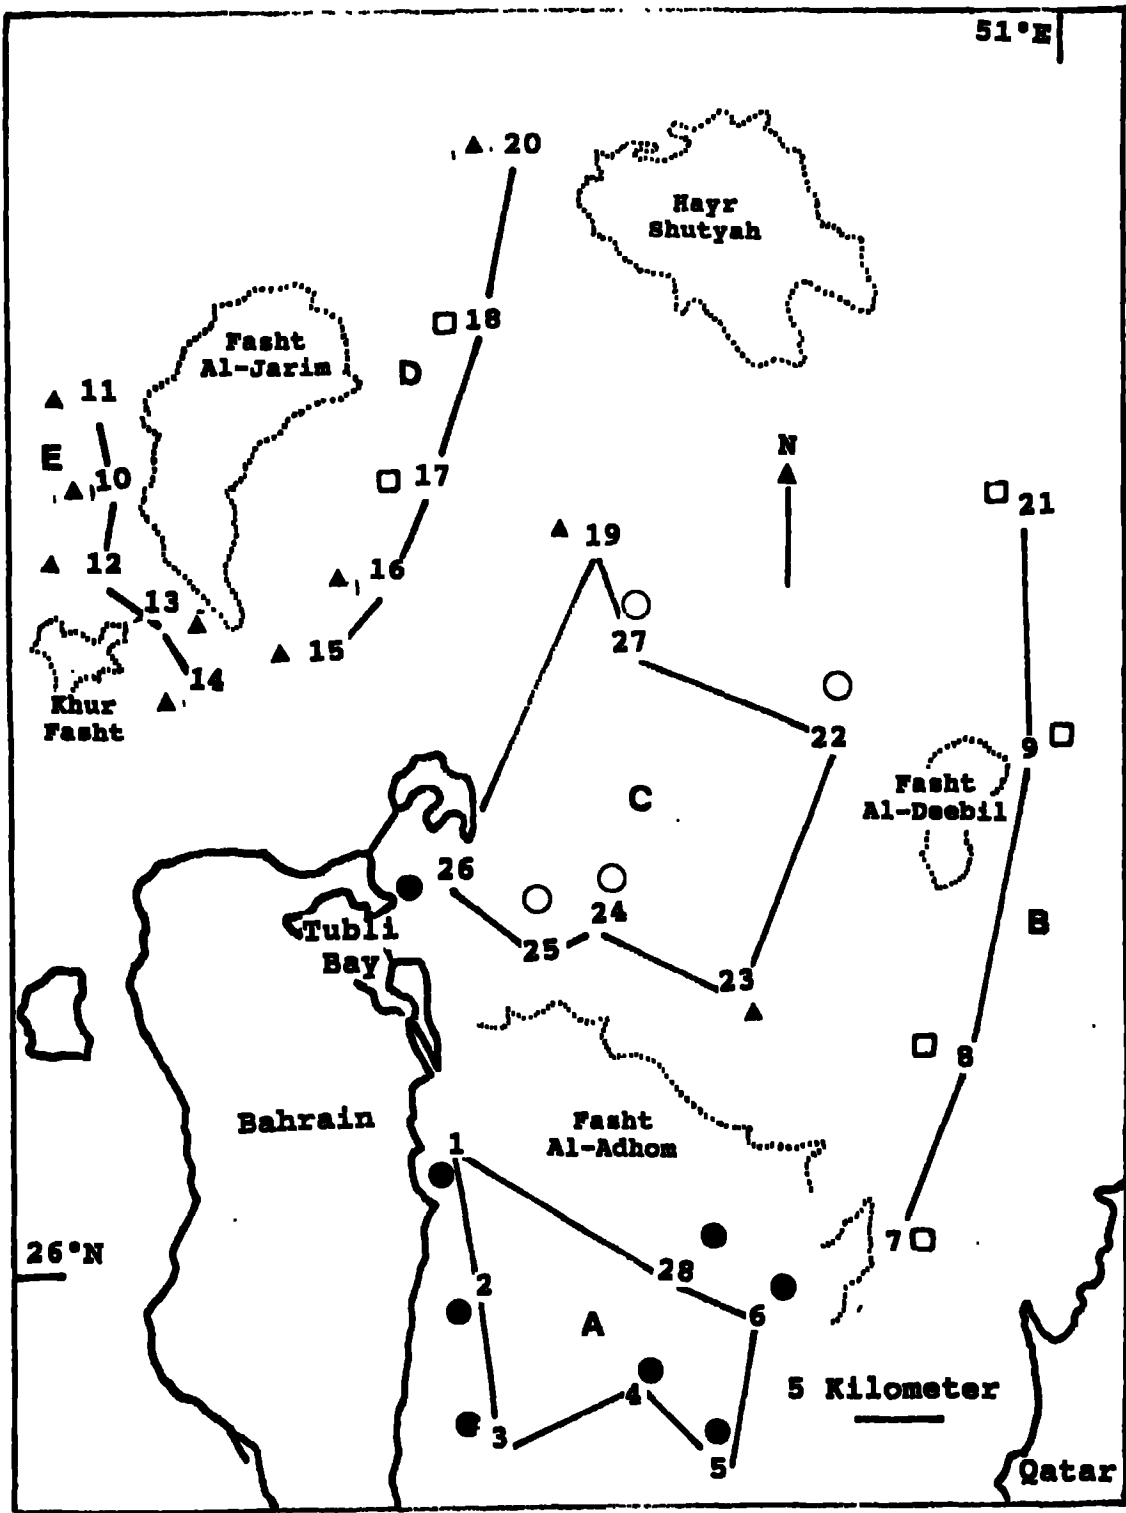 51°E
20
Hayr
Shutyah
18
Fasht
Al-Jarim
D
11
E
10
17
N
21
12
19
16
13
27
15
14
Khur
Fasht
22
9
Fasht
Al-Deebil
C
26
24
B
Tubli
Bay
25
23
8
Bahrain
Fasht
Al-Adhom
1
7
26°N
28
2
6
A
5 Kilometer
4
3
5
Qatar